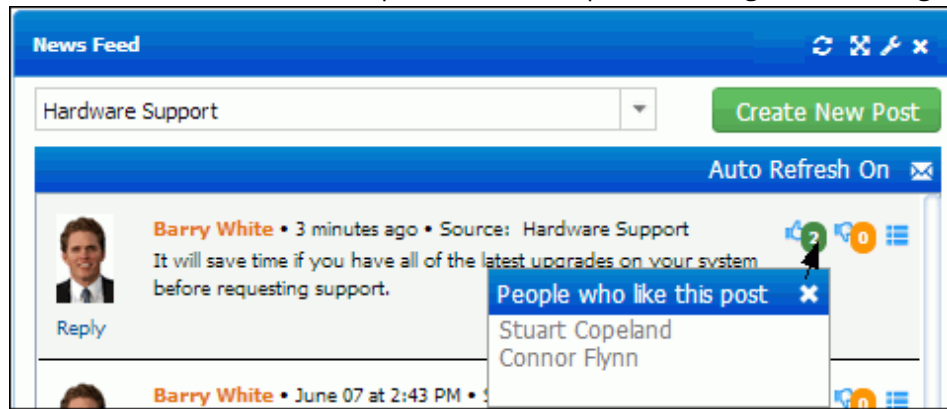 News Feed
Hardware Support
Create New Post
Auto Refresh On
Barry White • 3 minutes ago • Source: Hardware Support
2
0
It will save time if you have all of the latest upgrades on your system
before requesting support.
Reply
People who like this post
Stuart Copeland
Connor Flynn
Barry White • June 07 at 2:43 PM •
0